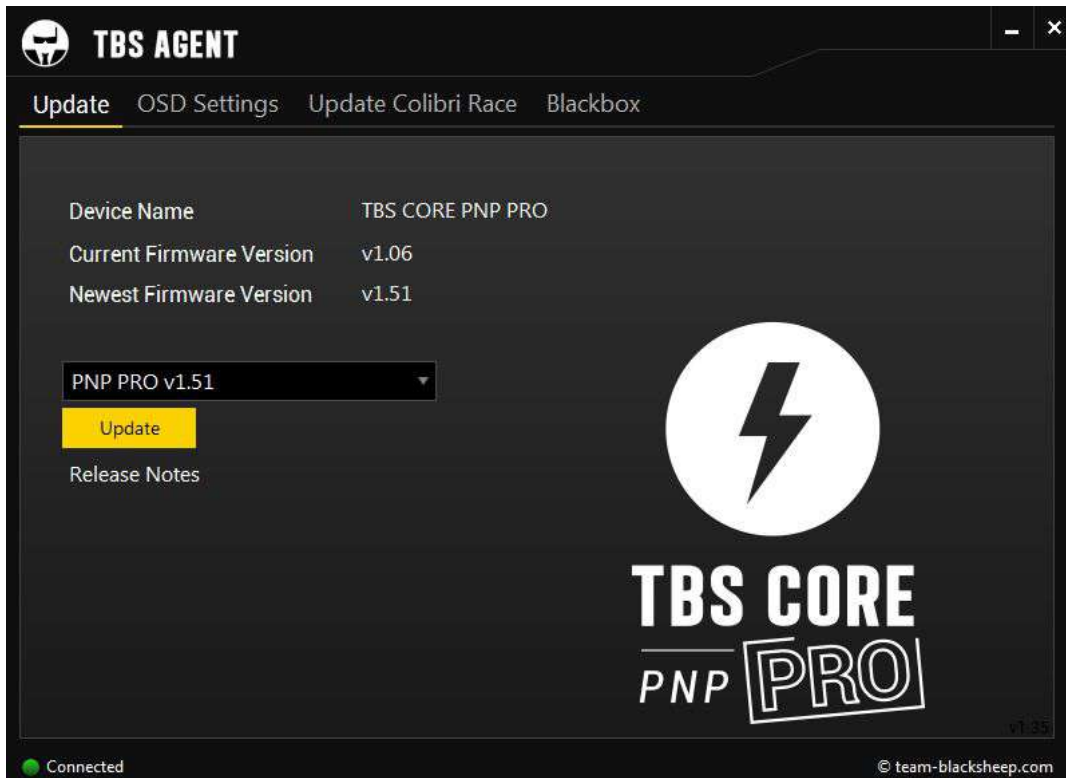 TBS AGENT
Update OSD Settings Update Colibri Race Blackbox
Device Name TBS CORE PNP PRO
Current Firmware Version v1.06
Newest Firmware Version v1.51
PNP PRO v1.51
Update
Release Notes
TBS CORE
PNP PRO
v1.35
Connected © team-blacksheep.com